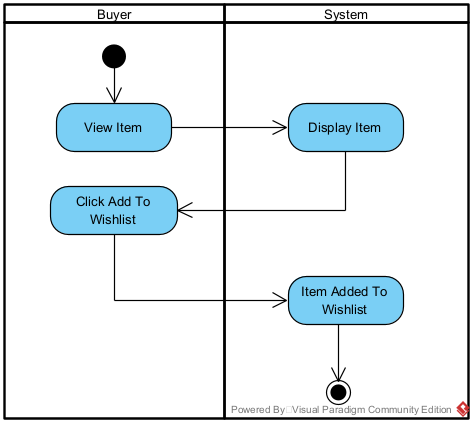 Buyer
System
View Item
Display Item
Click Add To
Wishlist
Item Added To
Wishlist
Powered By□Visual Paradigm Community Edition